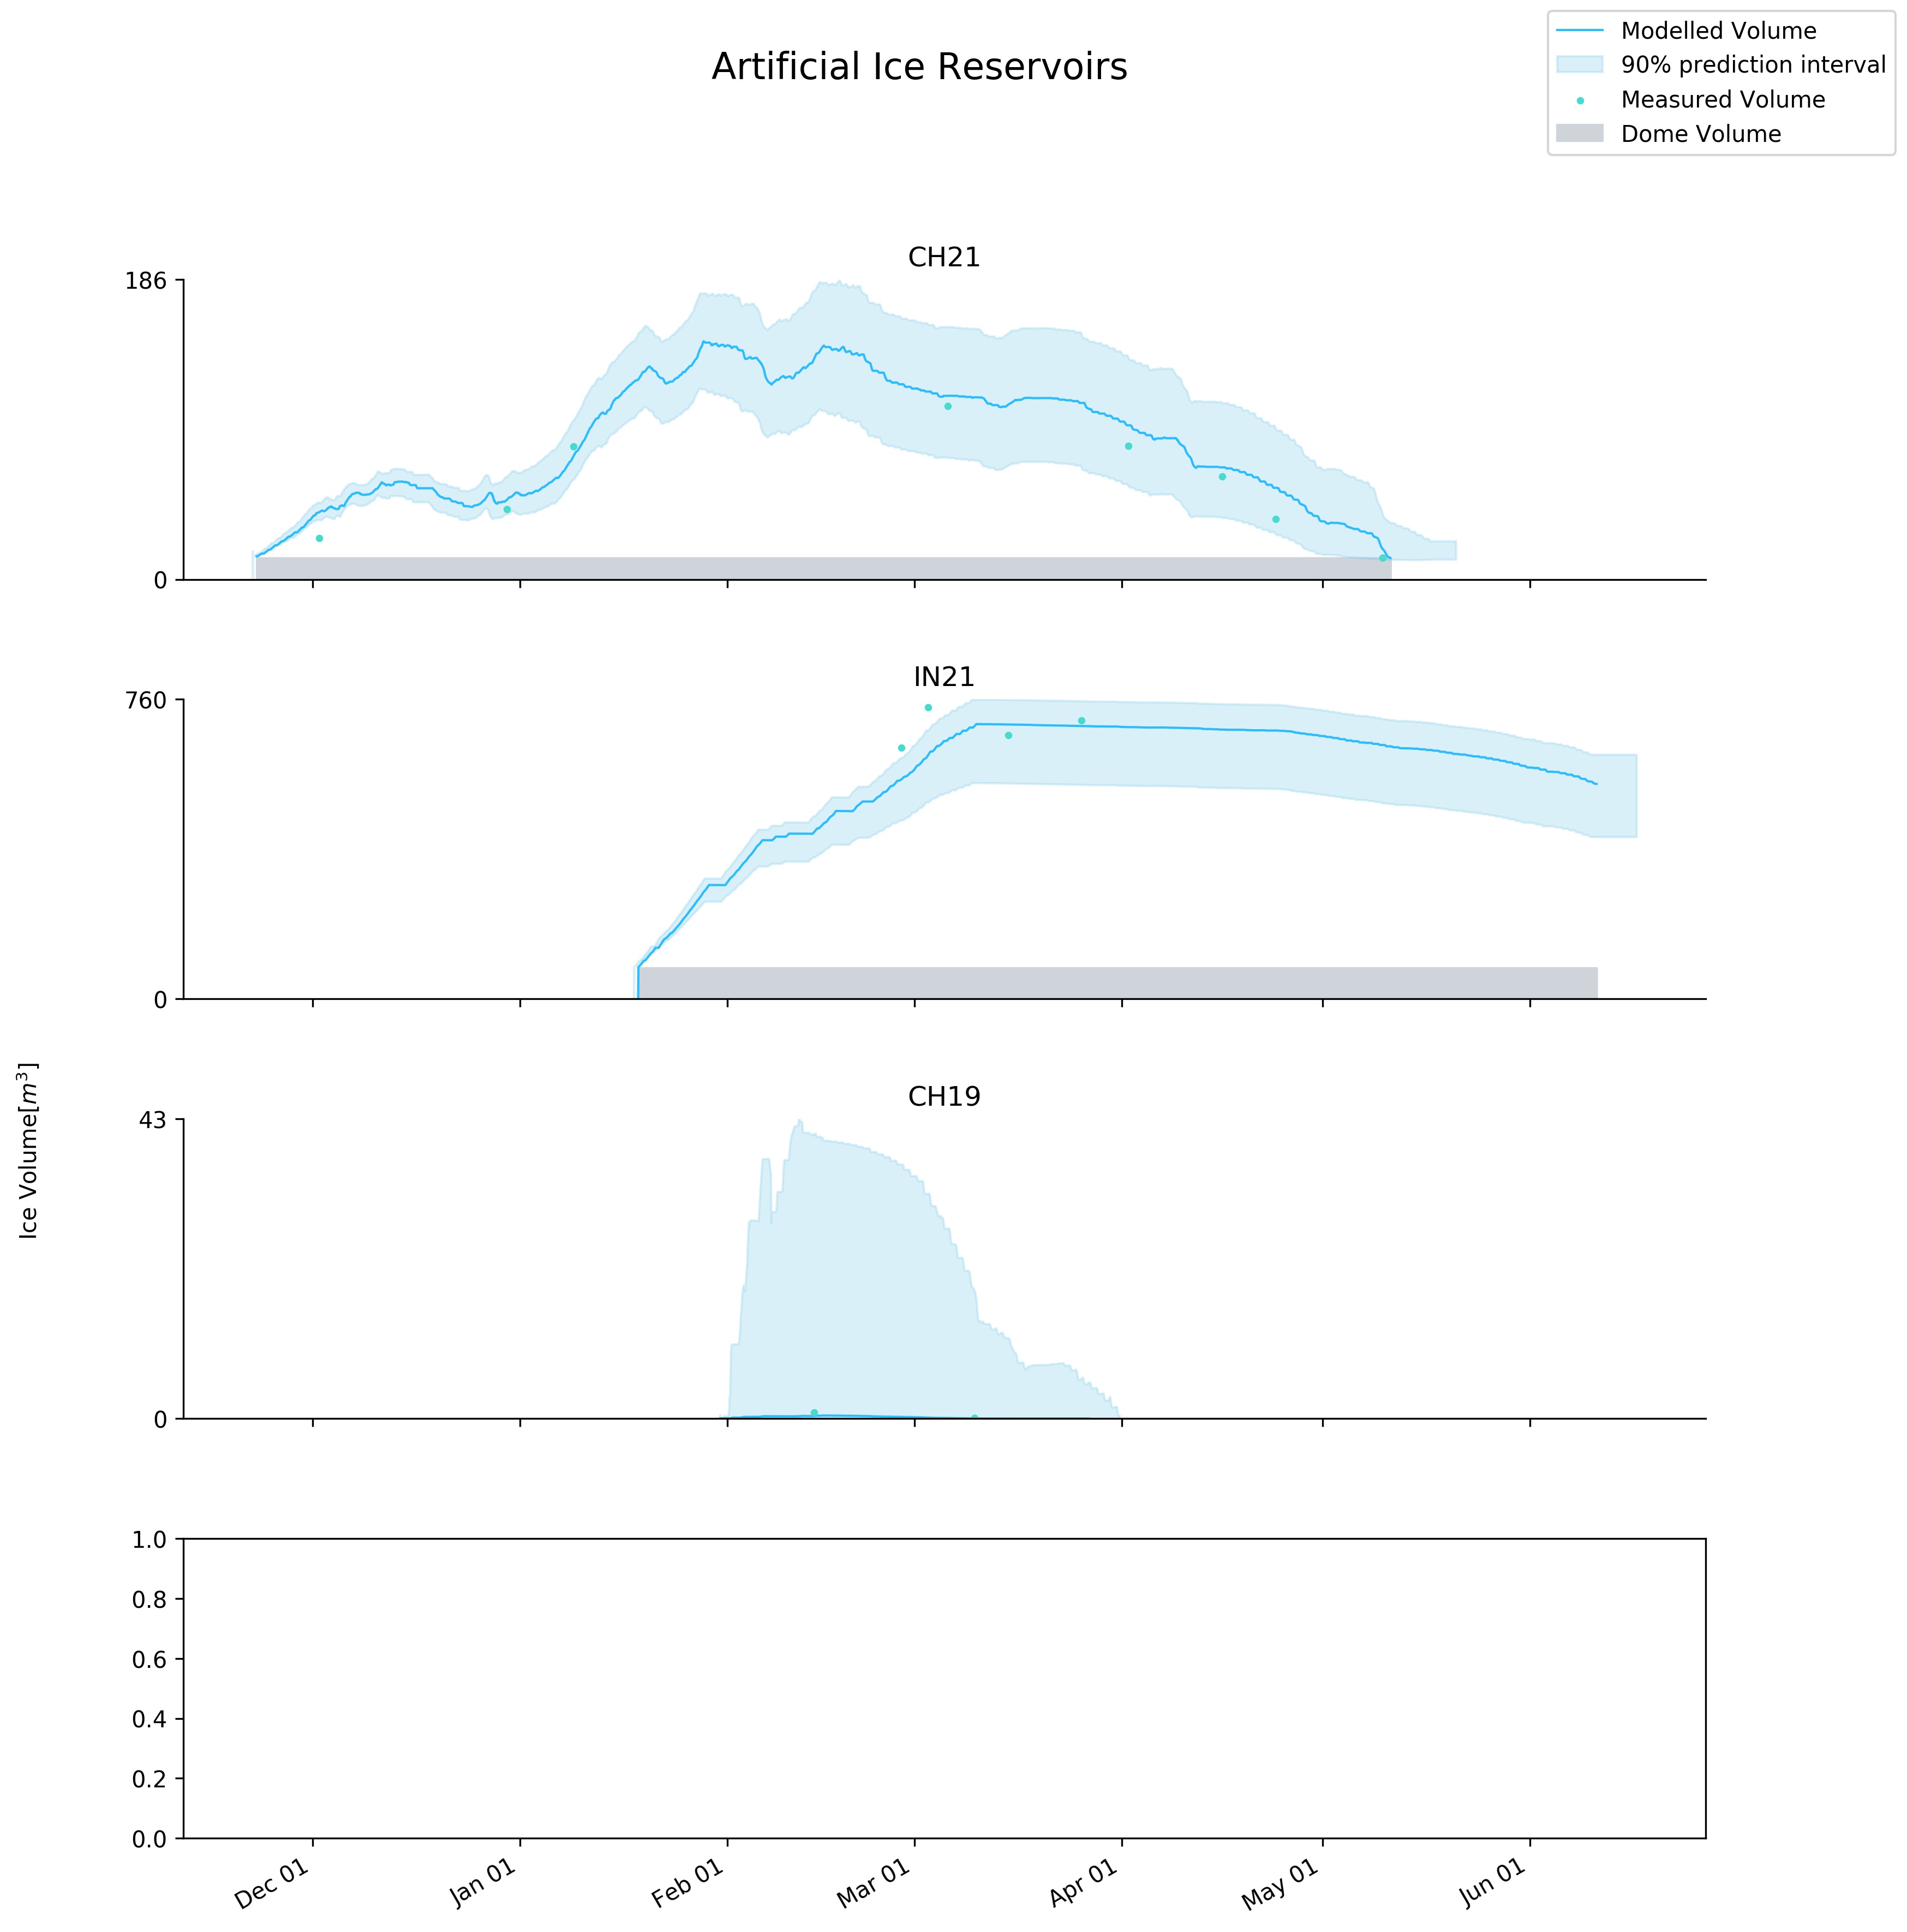 Artificial Ice Reservoirs
Modelled Volume
90% prediction interval
Measured Volume
Dome Volume
CH21
186
0
IN21
760
0
Ice Volume[m³]
CH19
43
0
1.0
0.8
0.6
0.4
0.2
0.0
Dec 01
Jan 01
Feb 01
Mar 01
Apr 01
May 01
Jun 01